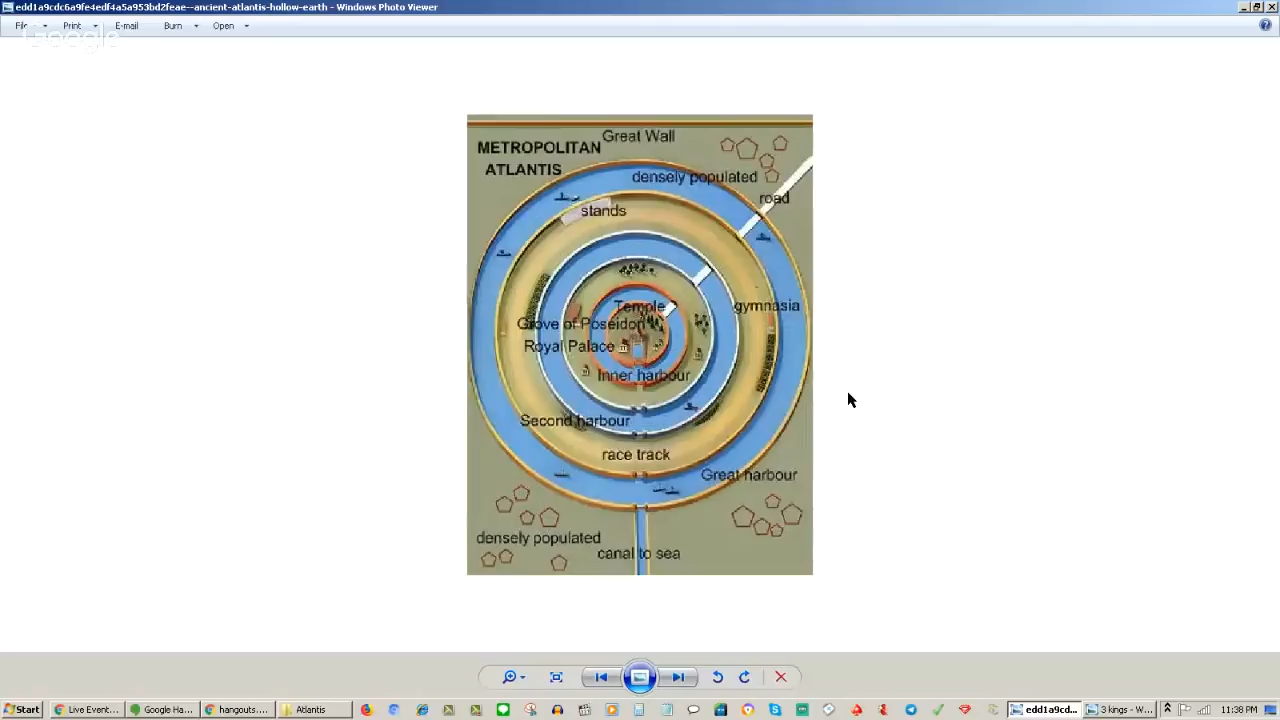 edd1a9cdc6a9fe4edf4a5a953bd2feae--ancient-atlantis-hollow-earth - Windows Photo Viewer
File Print E-mail Burn Open
Google
Great Wall
METROPOLITAN
ATLANTIS
densely populated
road
stands
Temple
gymnasia
Grove of Poseidon
Royal Palace
Inner harbour
Second harbour
race track
Great harbour
densely populated
canal to sea
Start Live Event... Google Ha... hangouts.... Atlantis edd1a9cd... 3 kings - W... 11:38 PM